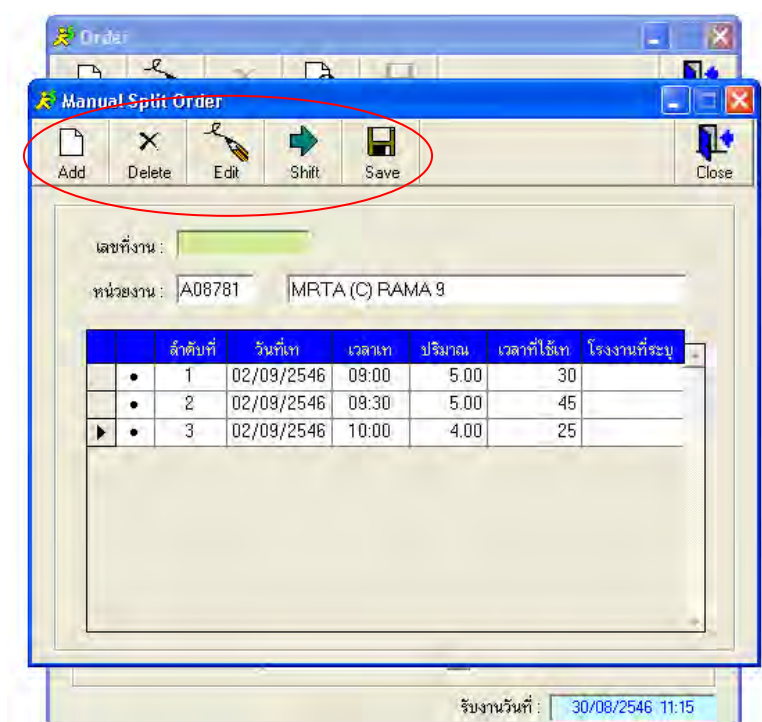 Order
Manual Split Order
Add Delete Edit Shift Save Close
เลขที่งาน :
หน่วยงาน : A08781 MRTA (C) RAMA 9
ลำดับที่ วันที่เท เวลาเท ปริมาณ เวลาที่ใช้เท โรงงานที่ระบุ
1 02/09/2546 09:00 5.00 30
2 02/09/2546 09:30 5.00 45
3 02/09/2546 10:00 4.00 25
รับงานวันที่ : 30/08/2546 11:15